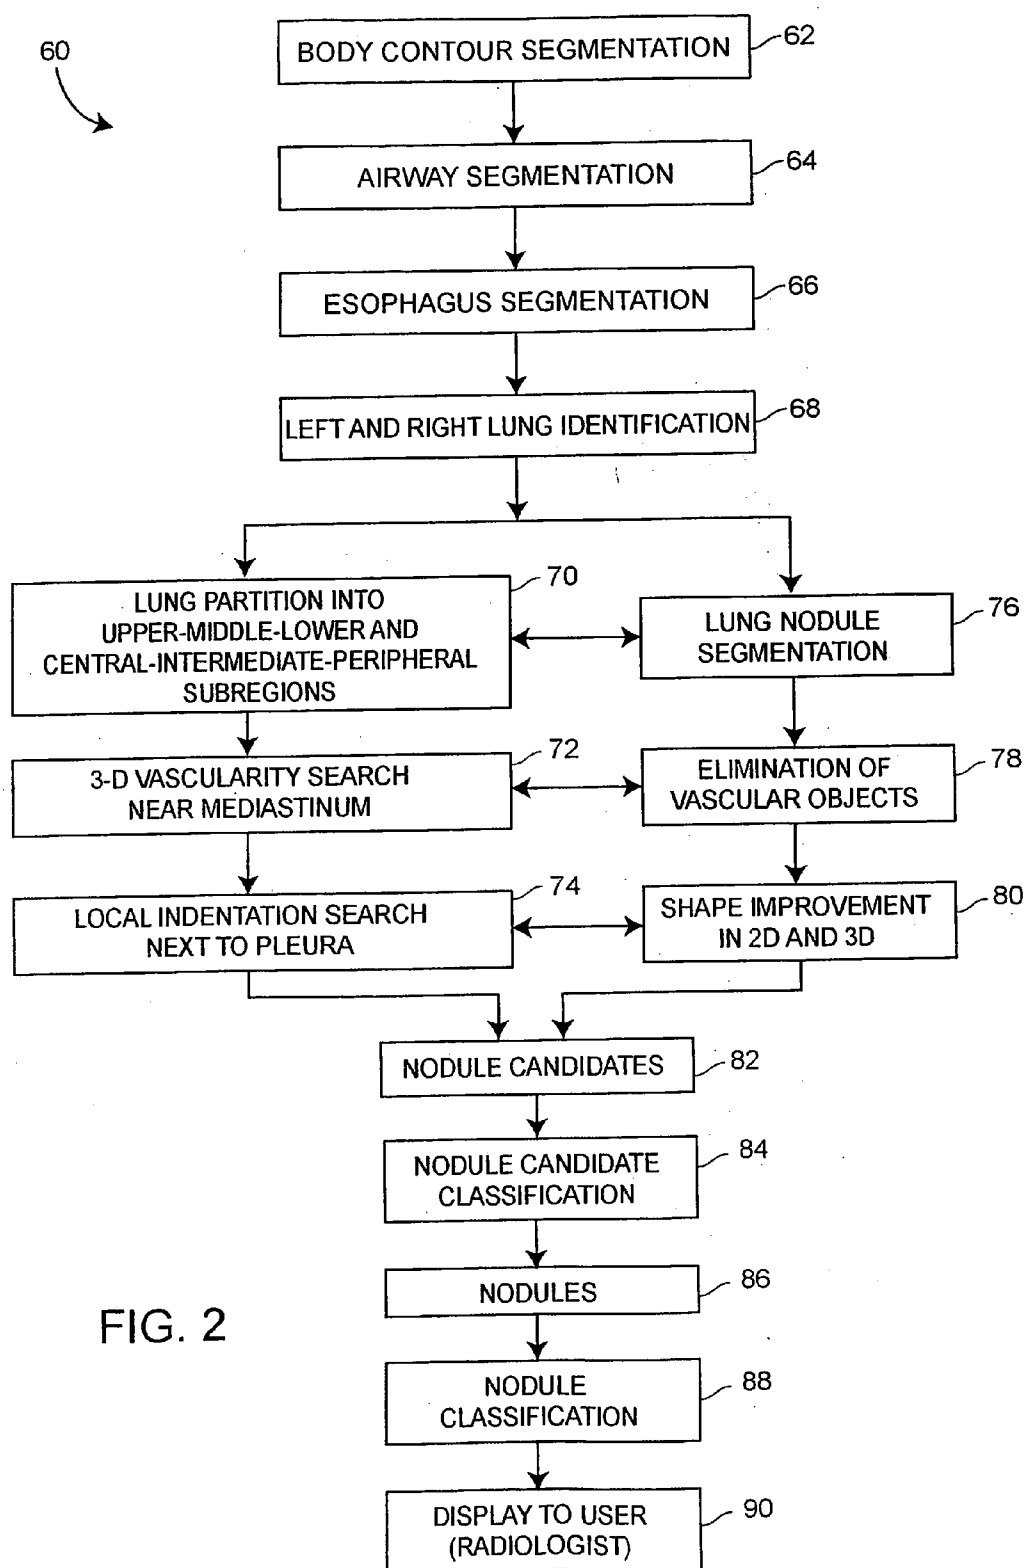 60
BODY CONTOUR SEGMENTATION
62
AIRWAY SEGMENTATION
64
ESOPHAGUS SEGMENTATION
66
LEFT AND RIGHT LUNG IDENTIFICATION
68
LUNG PARTITION INTO
UPPER-MIDDLE-LOWER AND
CENTRAL-INTERMEDIATE-PERIPHERAL
SUBREGIONS
70
LUNG NODULE
SEGMENTATION
76
3-D VASCULARITY SEARCH
NEAR MEDIASTINUM
72
ELIMINATION OF
VASCULAR OBJECTS
78
LOCAL INDENTATION SEARCH
NEXT TO PLEURA
74
SHAPE IMPROVEMENT
IN 2D AND 3D
80
NODULE CANDIDATES
82
NODULE CANDIDATE
CLASSIFICATION
84
NODULES
86
FIG. 2
NODULE
CLASSIFICATION
88
DISPLAY TO USER
(RADIOLOGIST)
90